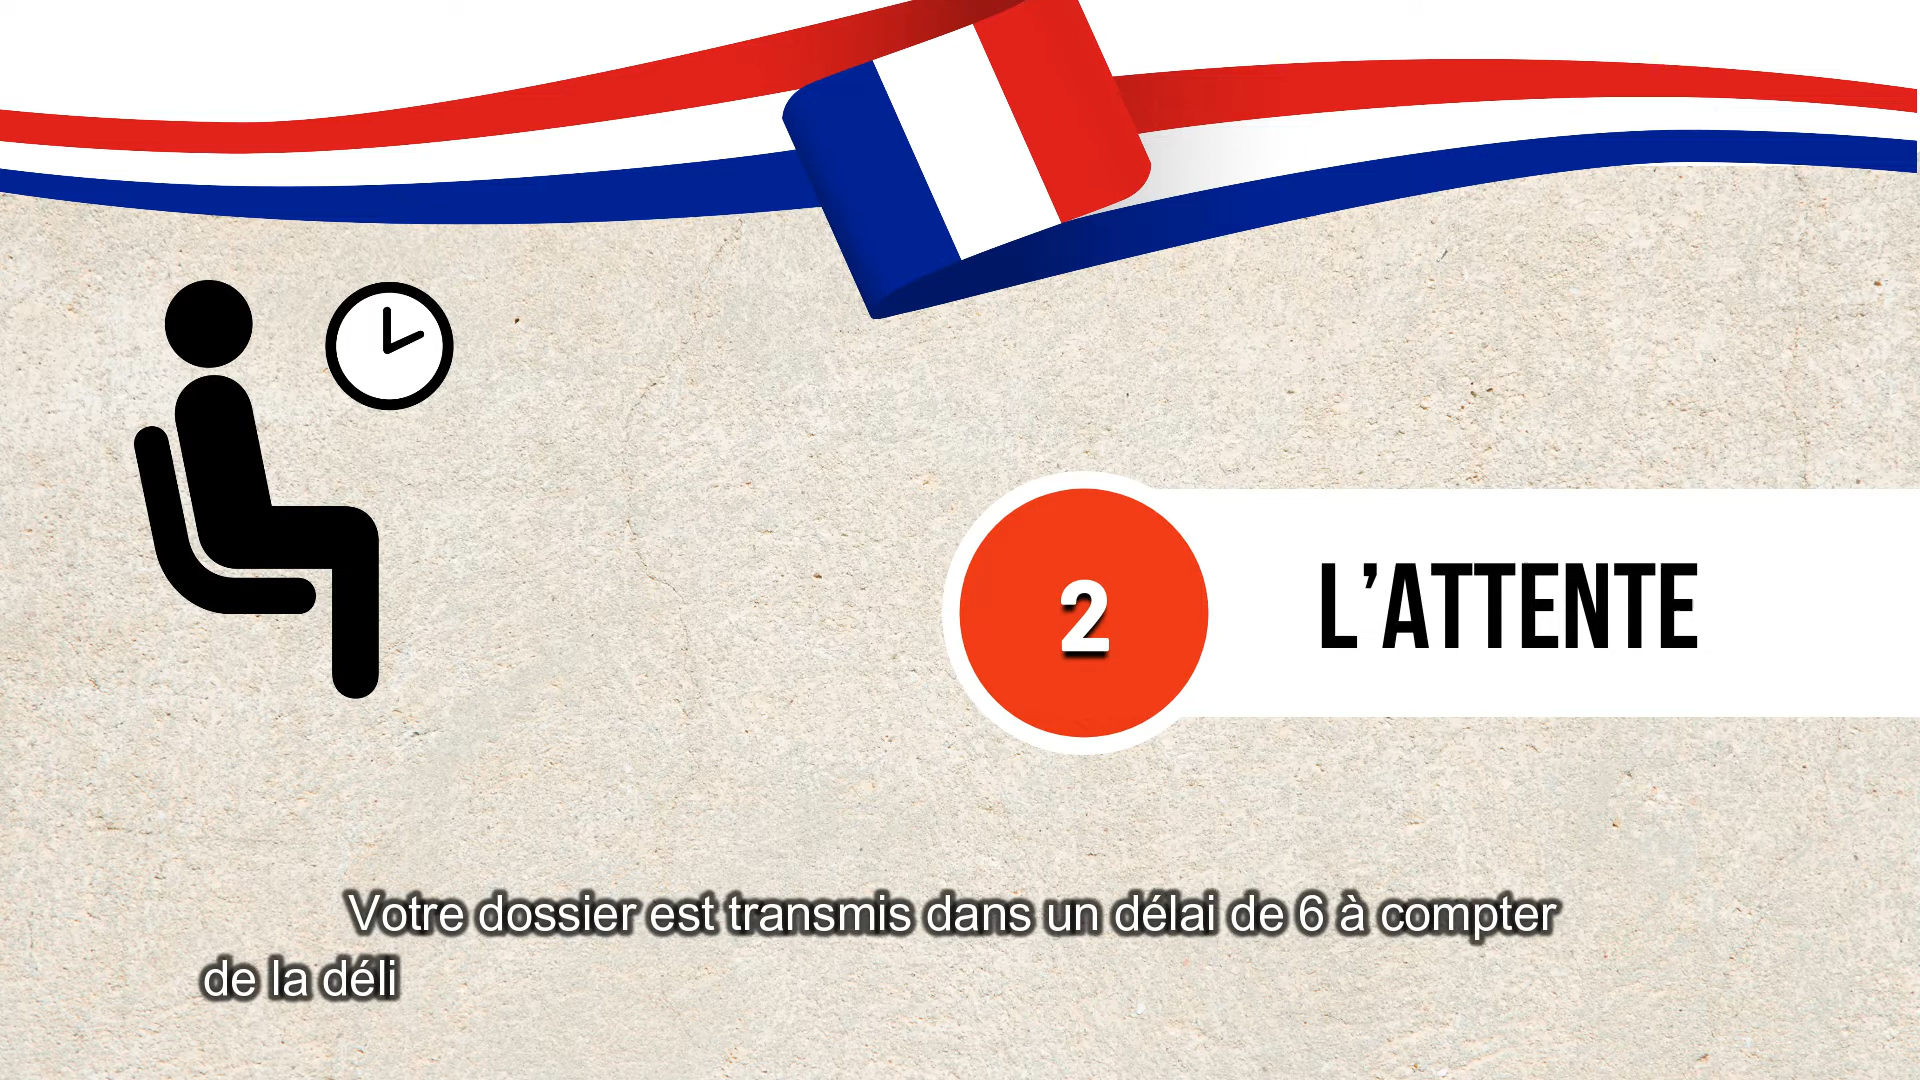 2
L’ATTENTE
Votre dossier est transmis dans un délai de 6 à compter
de la déli